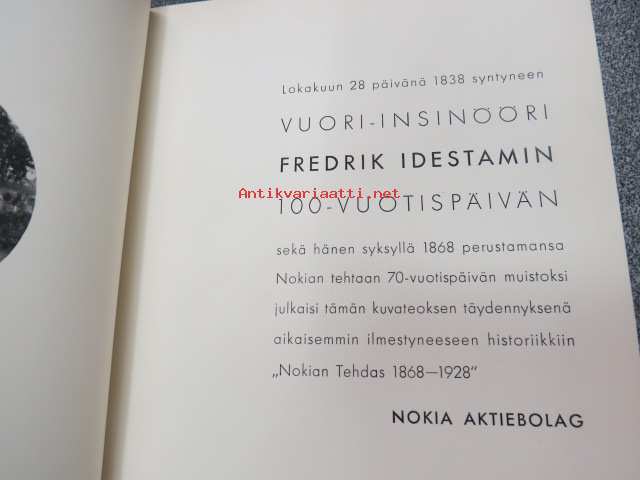 Lokakuun 28 päivänä 1838 syntyneen
VUORI-INSINÖÖRI
FREDRIK IDESTAMIN
Antikvariaatti.net
100-VUOTISPÄIVÄN
sekä hänen syksyllä 1868 perustamansa
Nokian tehtaan 70-vuotispäivän muistoksi
julkaisi tämän kuvateoksen täydennyksenä
aikaisemmin ilmestyneeseen historiikkiin
„Nokian Tehdas 1868—1928"
NOKIA AKTIEBOLAG